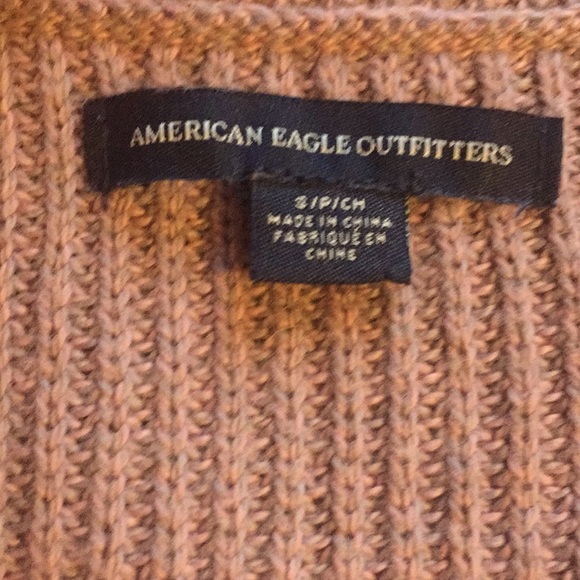 AMERICAN EAGLE OUTFITTERS
S/P/CH
MADE IN CHINA
FABRIQUÉ EN
CHINE